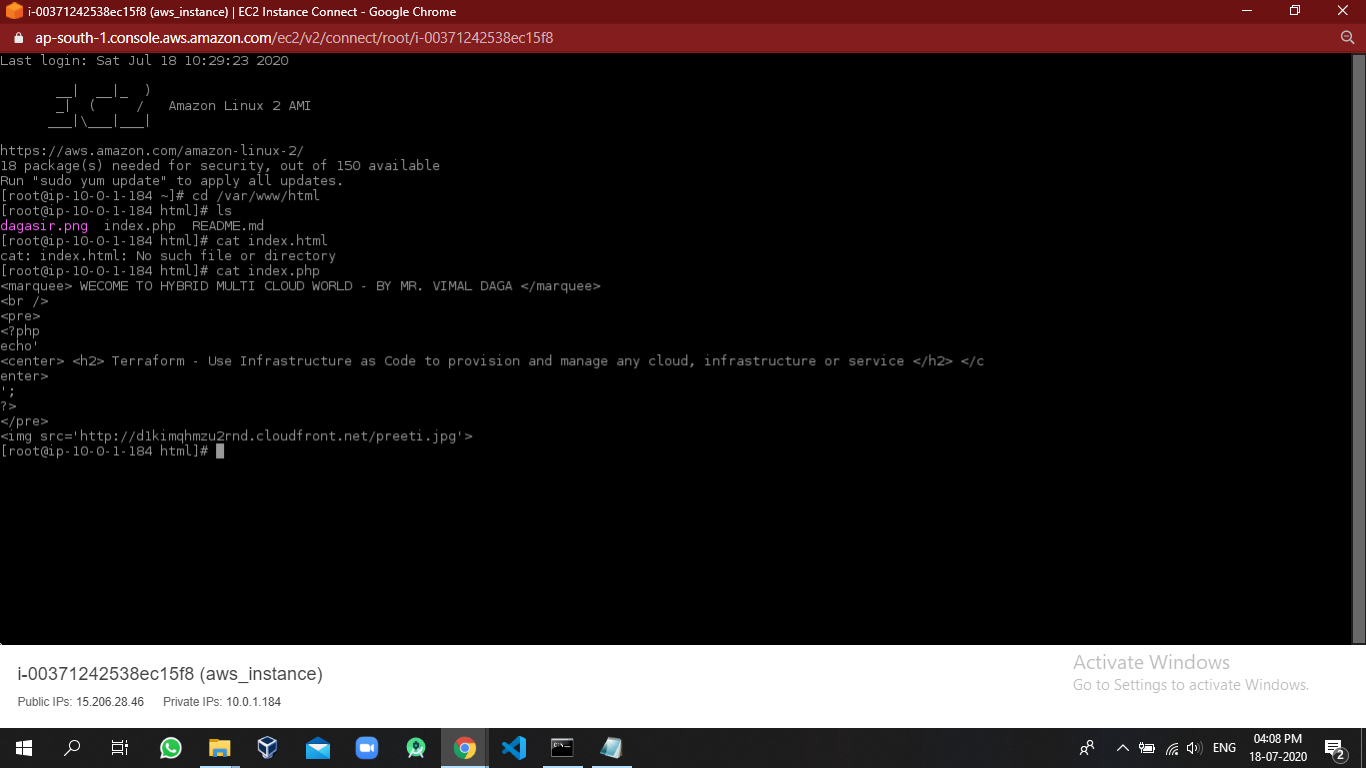 i-00371242538ec15f8 (aws_instance) | EC2 Instance Connect - Google Chrome
ap-south-1.console.aws.amazon.com/ec2/v2/connect/root/i-00371242538ec15f8
Last login: Sat Jul 18 10:29:23 2020
       __|  __|_  )
       _|  (     /   Amazon Linux 2 AMI
      ___|\___|___|
https://aws.amazon.com/amazon-linux-2/
18 package(s) needed for security, out of 150 available
Run "sudo yum update" to apply all updates.
[root@ip-10-0-1-184 ~]# cd /var/www/html
[root@ip-10-0-1-184 html]# ls
dagasir.png  index.php  README.md
[root@ip-10-0-1-184 html]# cat index.html
cat: index.html: No such file or directory
[root@ip-10-0-1-184 html]# cat index.php
<marquee> WECOME TO HYBRID MULTI CLOUD WORLD - BY MR. VIMAL DAGA </marquee>
<br />
<pre>
<?php
echo'
<center> <h2> Terraform - Use Infrastructure as Code to provision and manage any cloud, infrastructure or service </h2> </c
enter>
';
?>
</pre>
<img src='http://d1kimqhmzu2rnd.cloudfront.net/preeti.jpg'>
[root@ip-10-0-1-184 html]#
i-00371242538ec15f8 (aws_instance)
Public IPs: 15.206.28.46 Private IPs: 10.0.1.184
Activate Windows
Go to Settings to activate Windows.
ENG
04:08 PM
18-07-2020
2